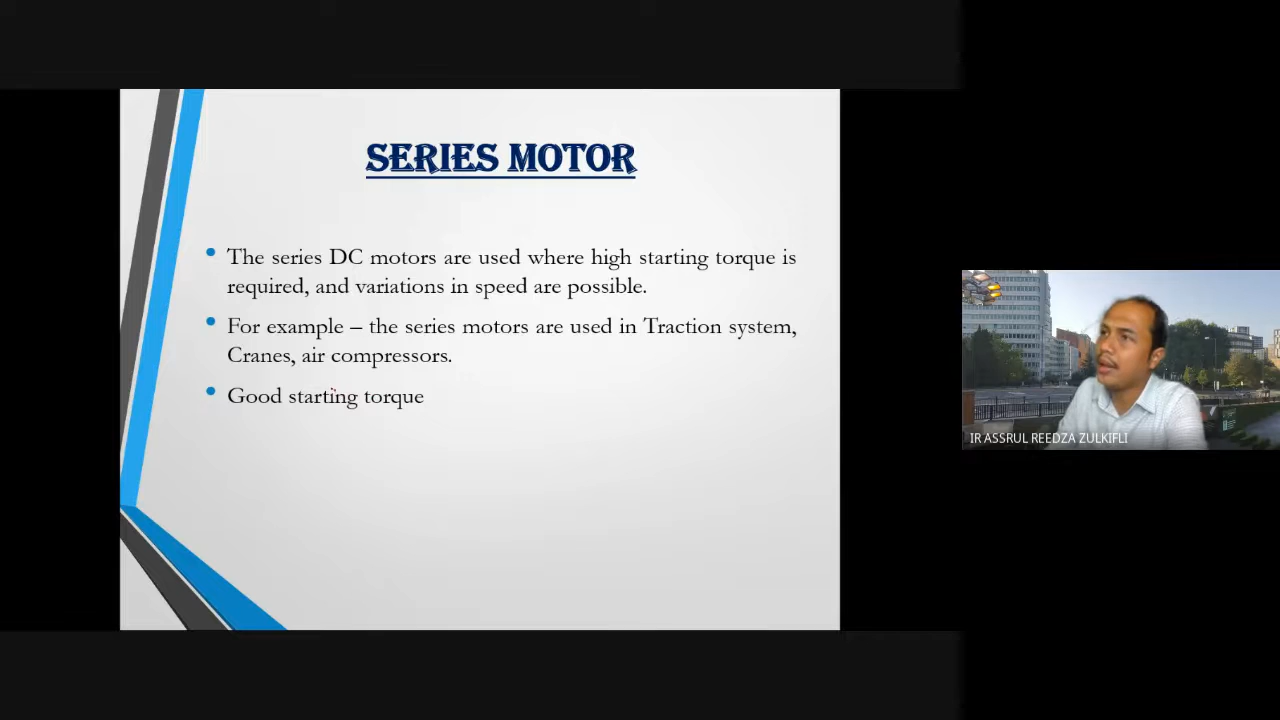 SERIES MOTOR
The series DC motors are used where high starting torque is
required, and variations in speed are possible.
For example – the series motors are used in Traction system,
Cranes, air compressors.
Good starting torque
IR ASSRUL REEDZA ZULKIFLI